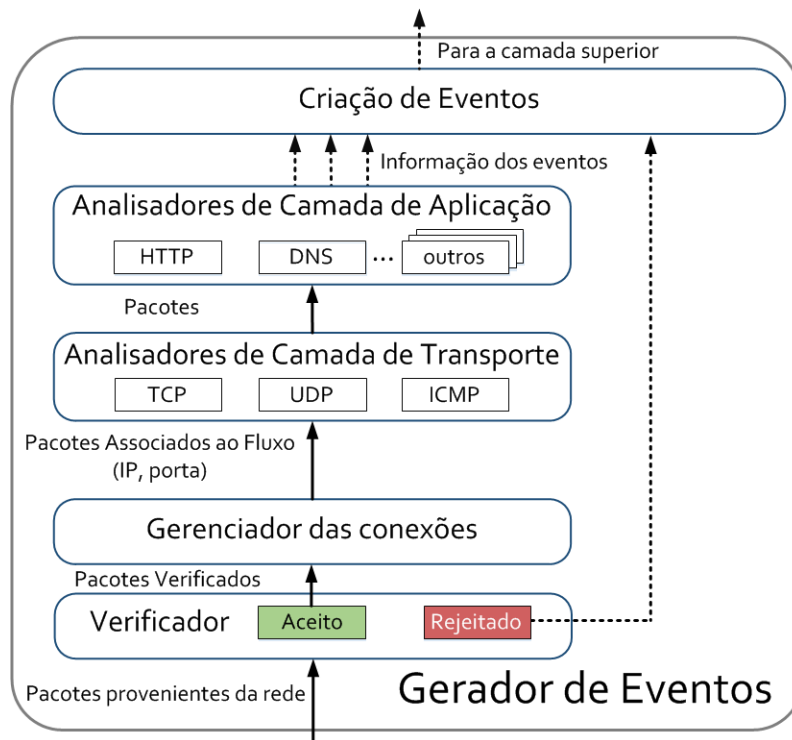 Para a camada superior
Criação de Eventos
Informação dos eventos
Analisadores de Camada de Aplicação
HTTP
DNS
...
outros
Pacotes
Analisadores de Camada de Transporte
TCP
UDP
ICMP
Pacotes Associados ao Fluxo
(IP, porta)
Gerenciador das conexões
Pacotes Verificados
Verificador
Aceito
Rejeitado
Pacotes provenientes da rede
Gerador de Eventos